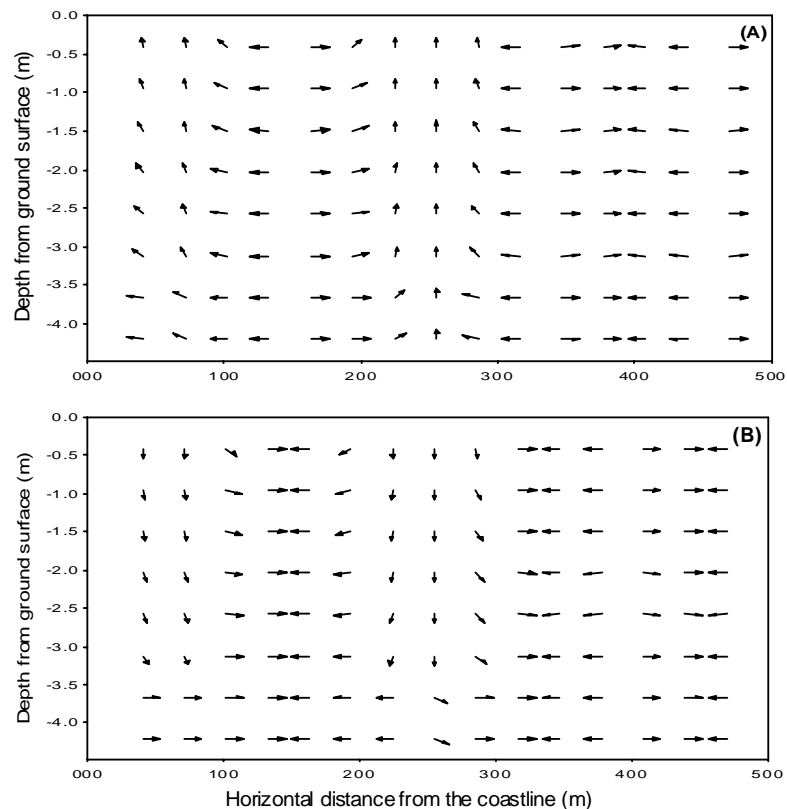 (A)
0.0
-0.5
-1.0
-1.5
-2.0
-2.5
-3.0
-3.5
-4.0
Depth from ground surface (m)
000 100 200 300 400 500
(B)
0.0
-0.5
-1.0
-1.5
-2.0
-2.5
-3.0
-3.5
-4.0
Depth from ground surface (m)
000 100 200 300 400 500
Horizontal distance from the coastline (m)